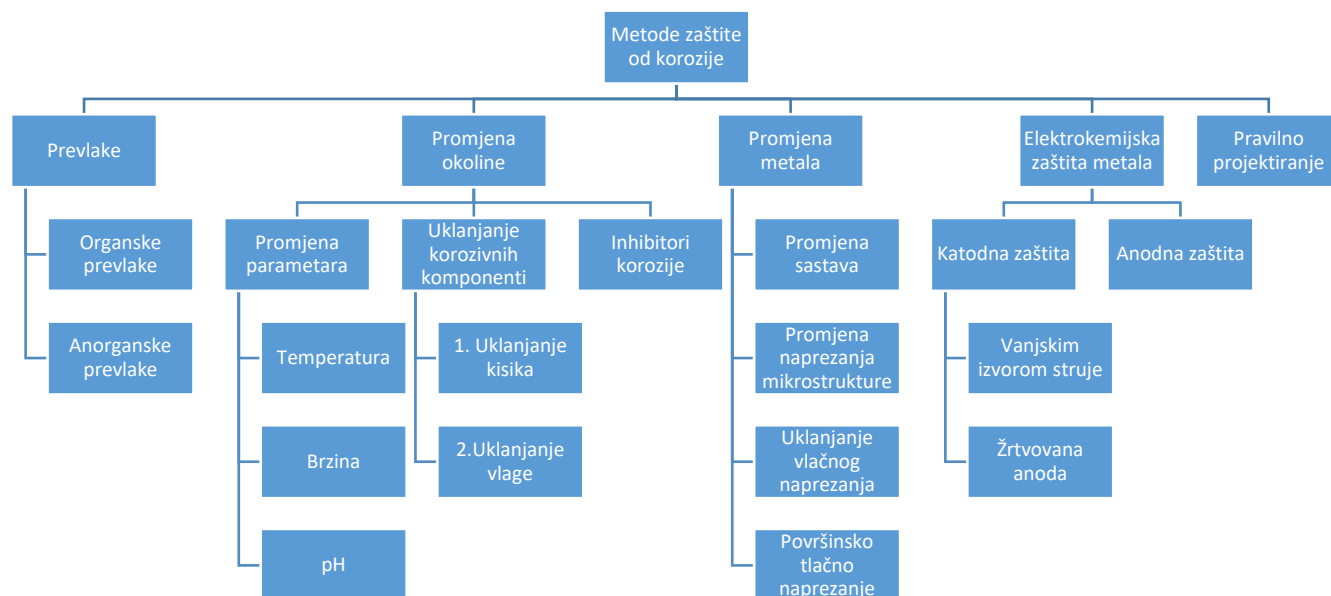 Metode zaštite
od korozije
Prevlake
Promjena
okoline
Promjena
metala
Elektrokemijska
zaštita metala
Pravilno
projektiranje
Organske
prevlake
Anorganske
prevlake
Promjena
parametara
Temperatura
Brzina
pH
Uklanjanje
korozivnih
komponenti
1. Uklanjanje
kisika
2.Uklanjanje
vlage
Inhibitori
korozije
Promjena
sastava
Promjena
naprezanja
mikrostrukture
Uklanjanje
vlačnog
naprezanja
Površinsko
tlačno
naprezanje
Katodna zaštita
Vanjskim
izvorom struje
Žrtvovana
anoda
Anodna zaštita